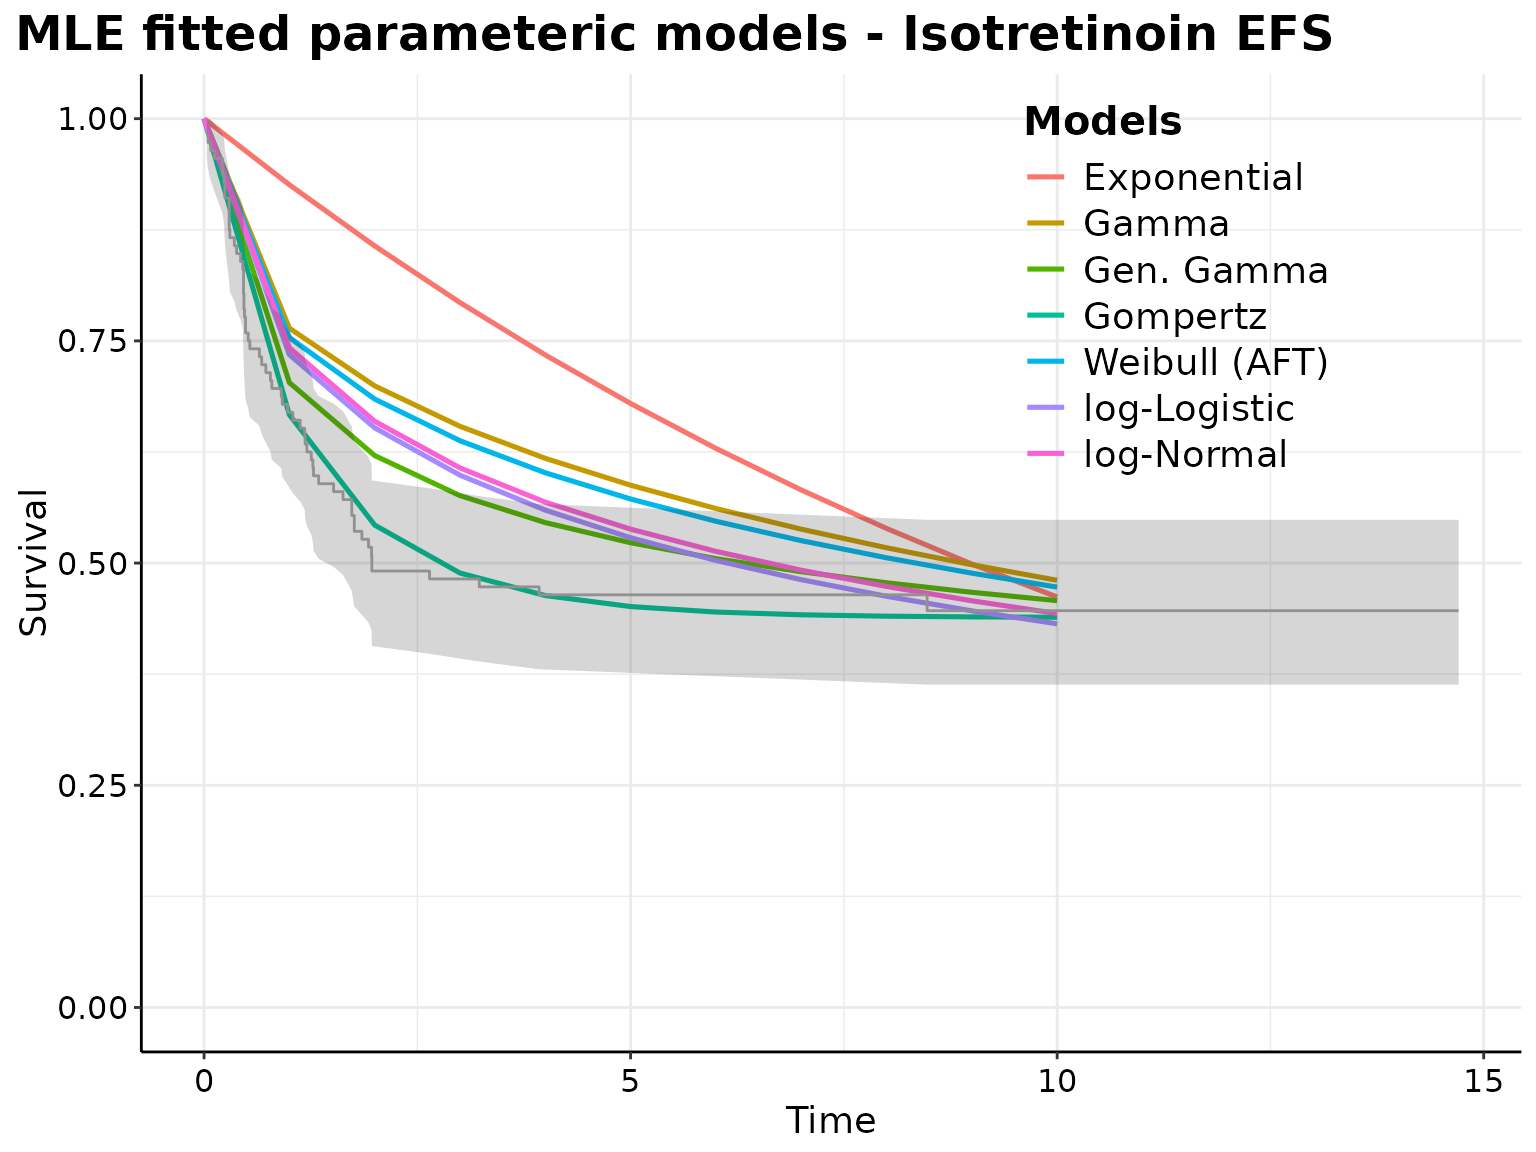 MLE fitted parameteric models - Isotretinoin EFS
Models
Exponential
Gamma
Gen. Gamma
Gompertz
Weibull (AFT)
log-Logistic
log-Normal
Survival
1.00
0.75
0.50
0.25
0.00
0
5
10
15
Time